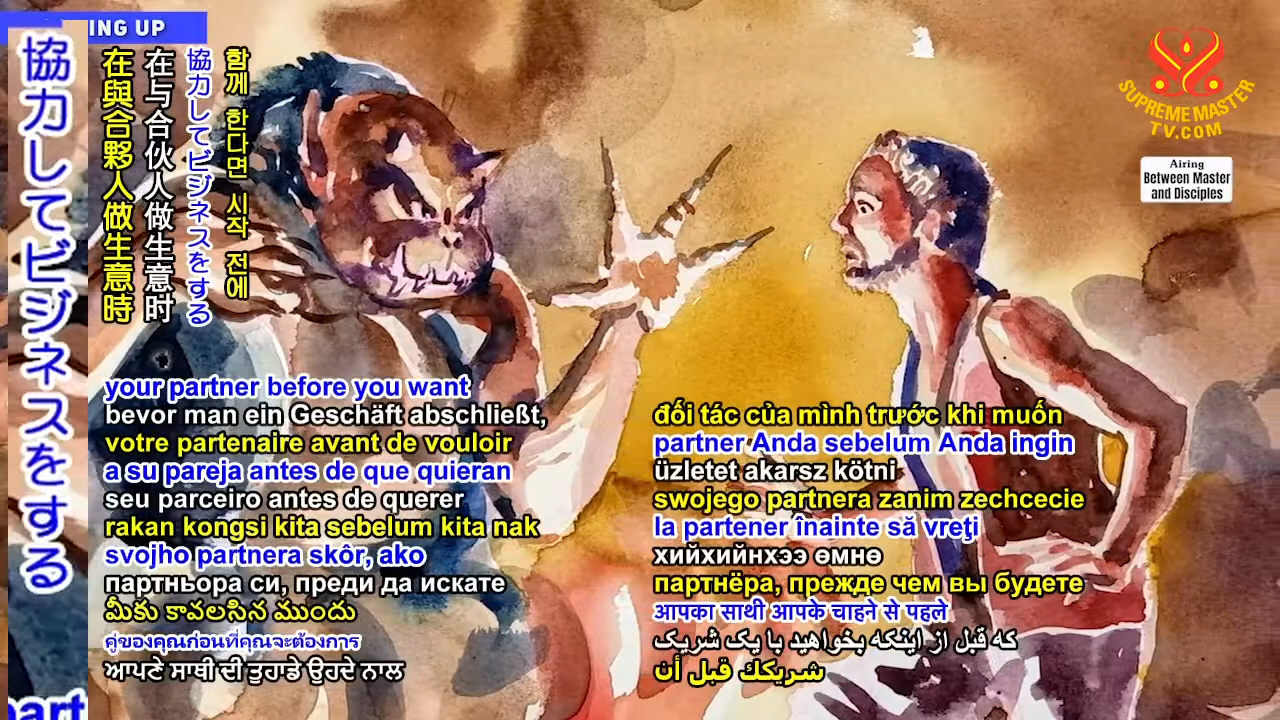 ING UP
協力してビジネスをする
在與合夥人做生意時
在与合伙人做生意时
協力してビジネスをする
함께 한다면 시작 전에
SUPREME MASTER
TV.COM
Airing
Between Master
and Disciples
your partner before you want
bevor man ein Geschäft abschließt,
votre partenaire avant de vouloir
a su pareja antes de que quieran
seu parceiro antes de querer
rakan kongsi kita sebelum kita nak
svojho partnera skôr, ako
партньора си, преди да искате
మీకు కావలసిన ముందు
คู่ของคุณก่อนที่คุณจะต้องการ
ਆਪਣੇ ਸਾਥੀ ਦੀ ਤੁਹਾਡੇ ਉਹਦੇ ਨਾਲ
đối tác của mình trước khi muốn
partner Anda sebelum Anda ingin
üzletet akarsz kötni
swojego partnera zanim zechcecie
la partener înainte să vreţi
хийхийнхээ өмнө
партнёра, прежде чем вы будете
आपका साथी आपके चाहने से पहले
که قبل از اینکه بخواهید با یک شریک
شريكك قبل أن
part